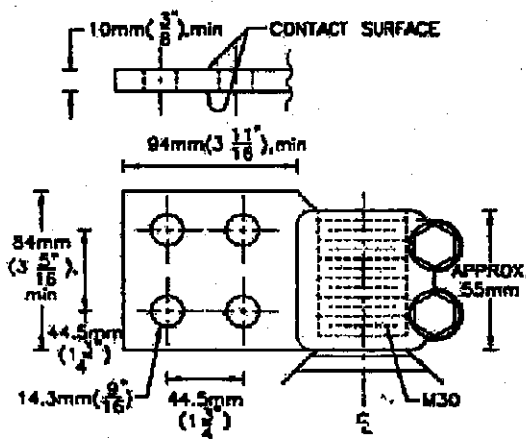 10mm(3/8"),min
CONTACT SURFACE
94mm(3 11/16"),min
84mm
(3 5/16"),
min
APPROX.
55mm
44.5mm
(1 3/4")
14.3mm(9/16")
44.5mm
(1 3/4")
M30